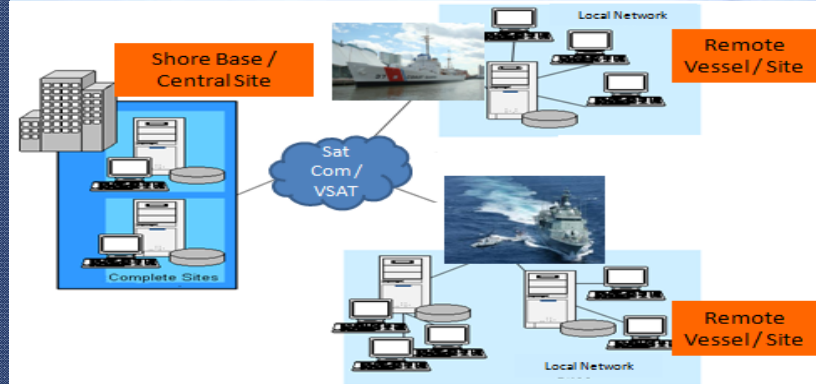 Local Network
Shore Base /
Central Site
Remote
Vessel / Site
Sat
Com /
VSAT
Complete Sites
Remote
Vessel / Site
Local Network